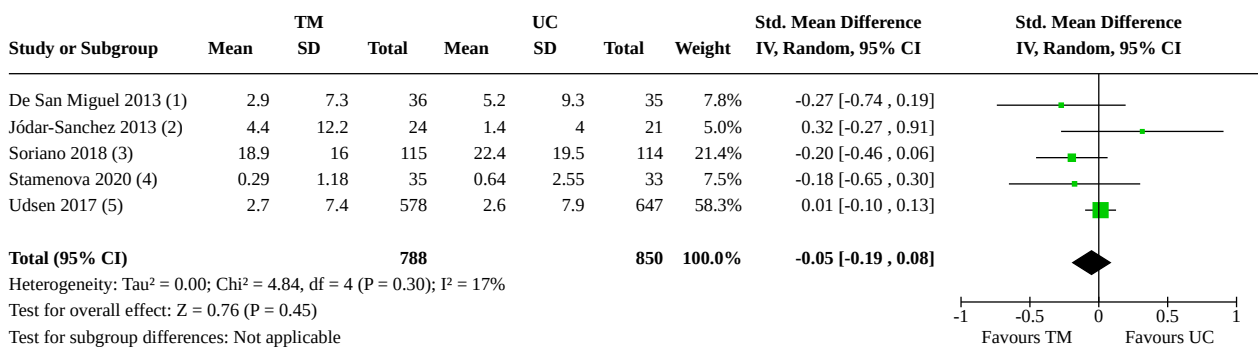 TM UC Std. Mean Difference Std. Mean Difference
Study or Subgroup Mean SD Total Mean SD Total Weight IV, Random, 95% CI IV, Random, 95% CI
De San Miguel 2013 (1) 2.9 7.3 36 5.2 9.3 35 7.8% -0.27 [-0.74 , 0.19]
Jódar-Sanchez 2013 (2) 4.4 12.2 24 1.4 4 21 5.0% 0.32 [-0.27 , 0.91]
Soriano 2018 (3) 18.9 16 115 22.4 19.5 114 21.4% -0.20 [-0.46 , 0.06]
Stamenova 2020 (4) 0.29 1.18 35 0.64 2.55 33 7.5% -0.18 [-0.65 , 0.30]
Udsen 2017 (5) 2.7 7.4 578 2.6 7.9 647 58.3% 0.01 [-0.10 , 0.13]
Total (95% CI) 788 850 100.0% -0.05 [-0.19 , 0.08]
Heterogeneity: Tau² = 0.00; Chi² = 4.84, df = 4 (P = 0.30); I² = 17%
Test for overall effect: Z = 0.76 (P = 0.45)
-1 -0.5 0 0.5 1
Test for subgroup differences: Not applicable
Favours TM Favours UC